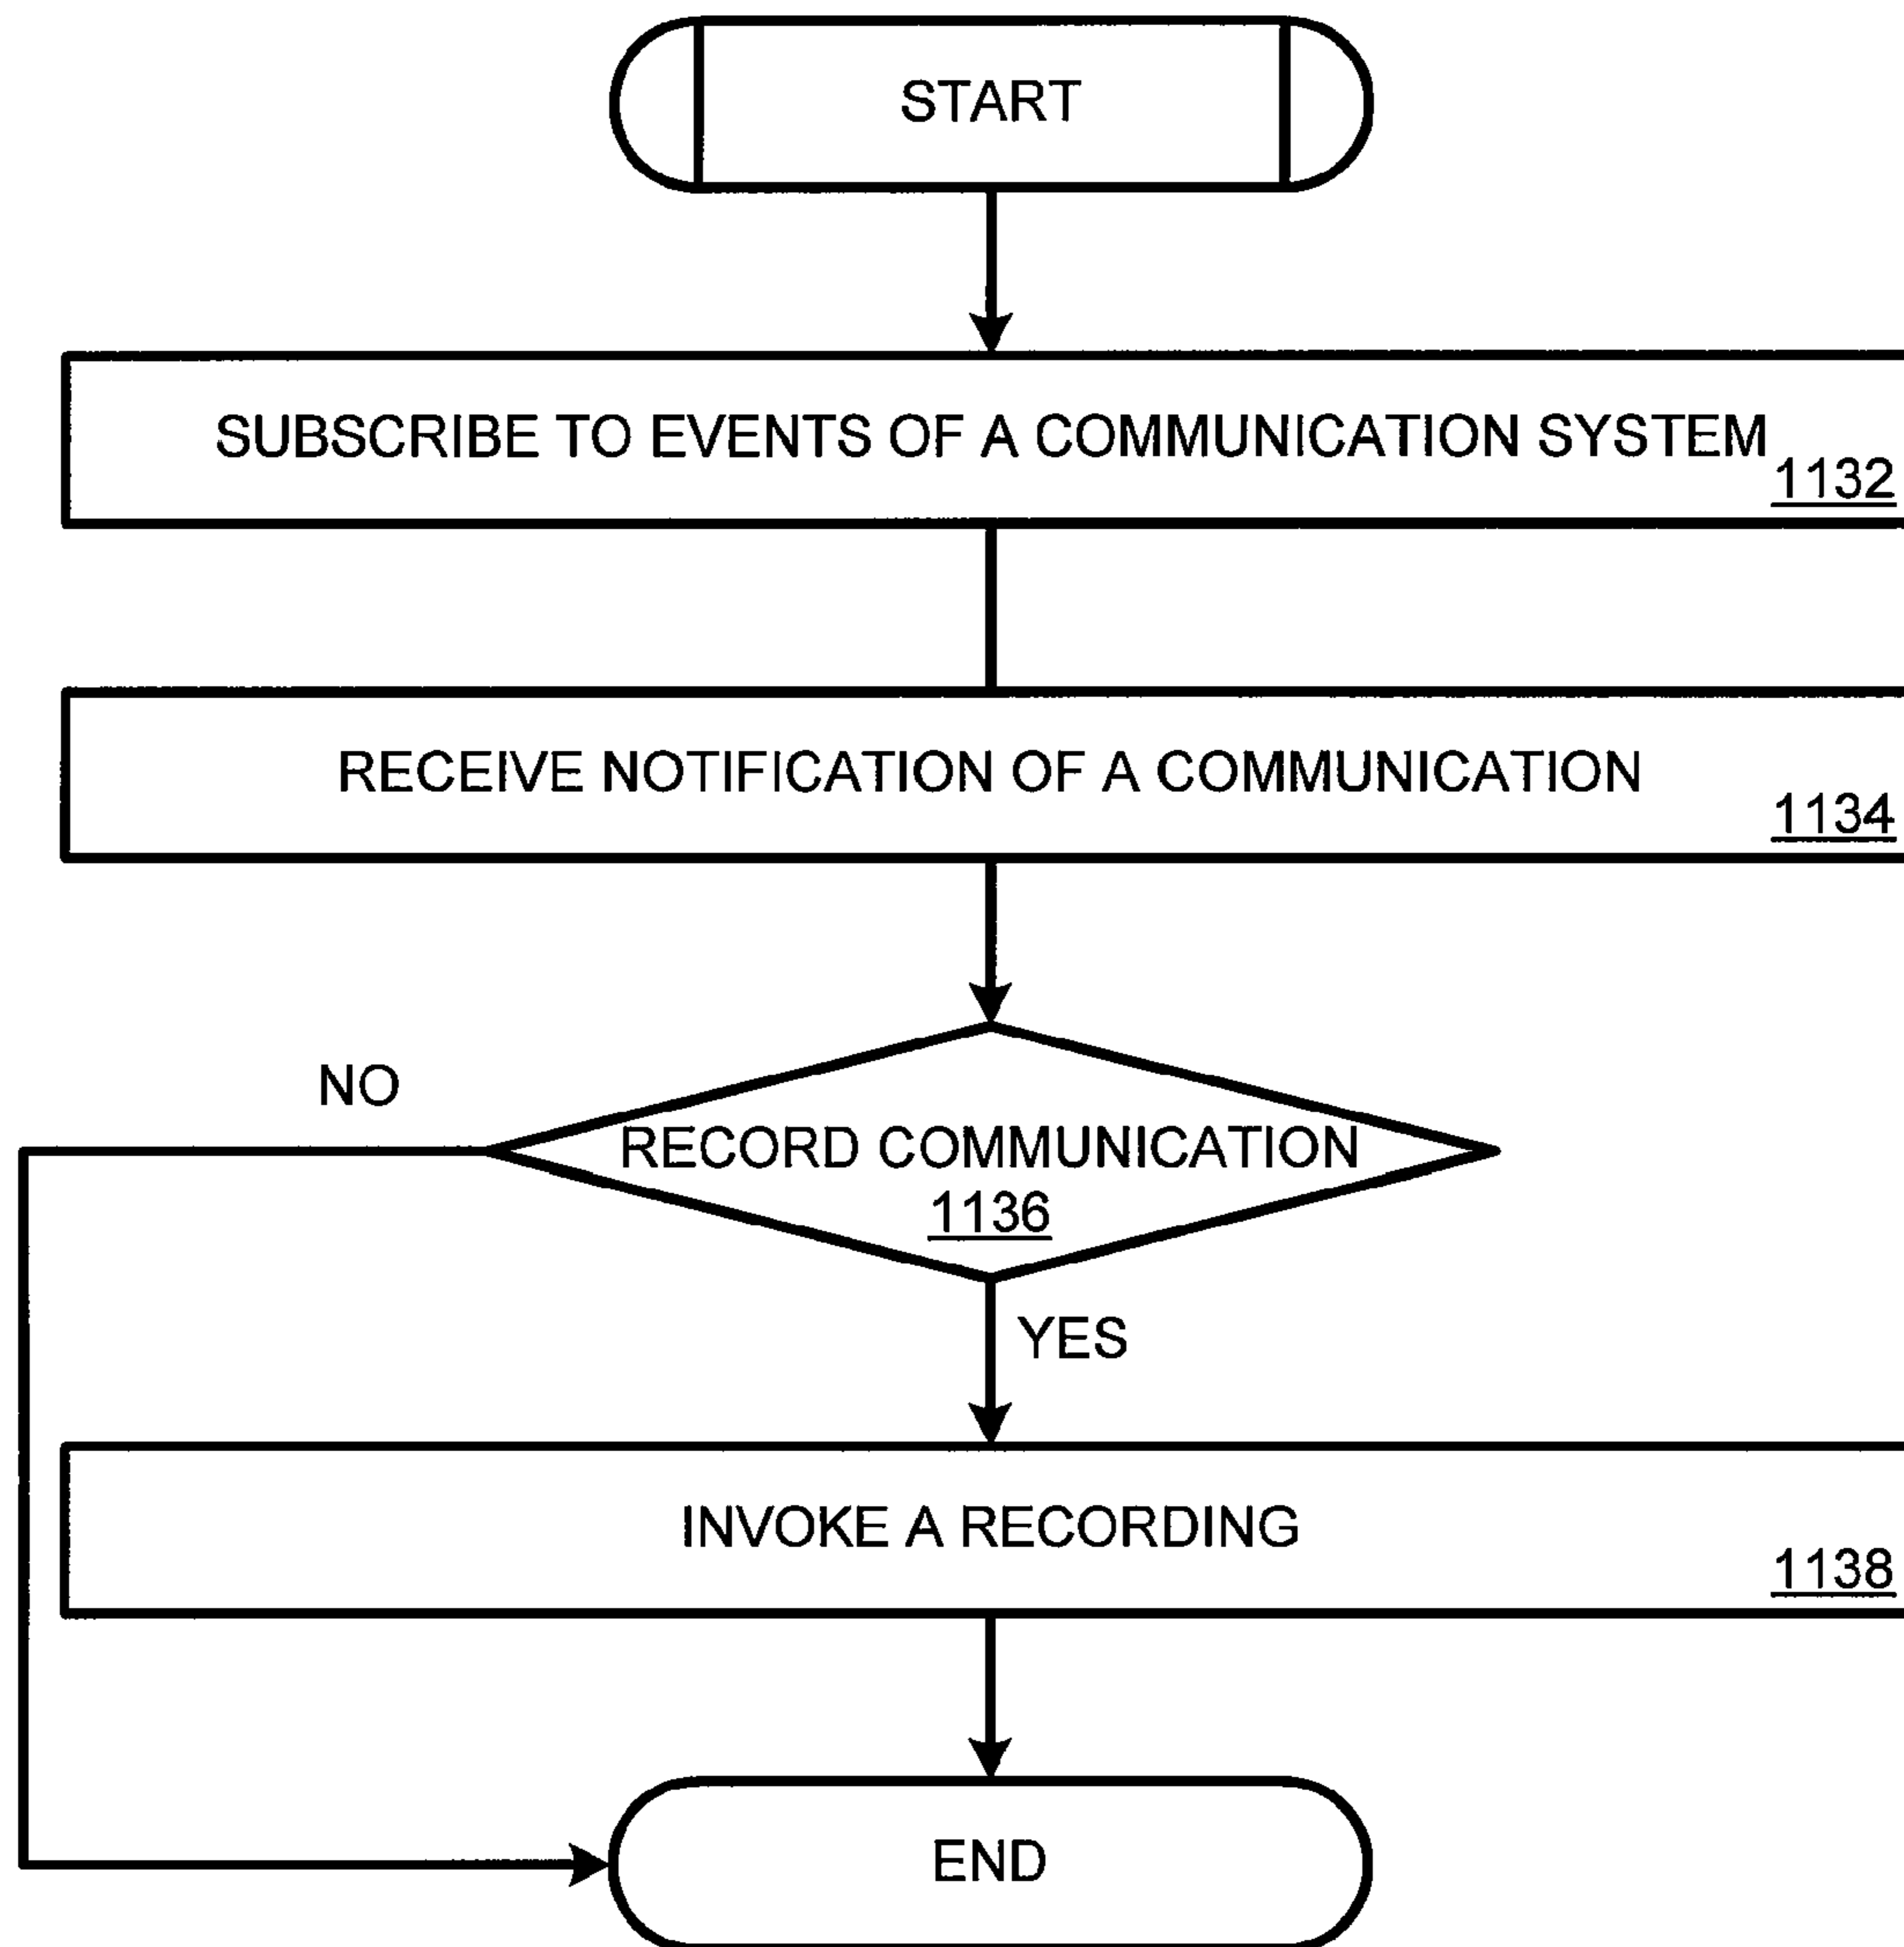 START
SUBSCRIBE TO EVENTS OF A COMMUNICATION SYSTEM
1132
RECEIVE NOTIFICATION OF A COMMUNICATION
1134
NO
RECORD COMMUNICATION
1136
YES
INVOKE A RECORDING
1138
END